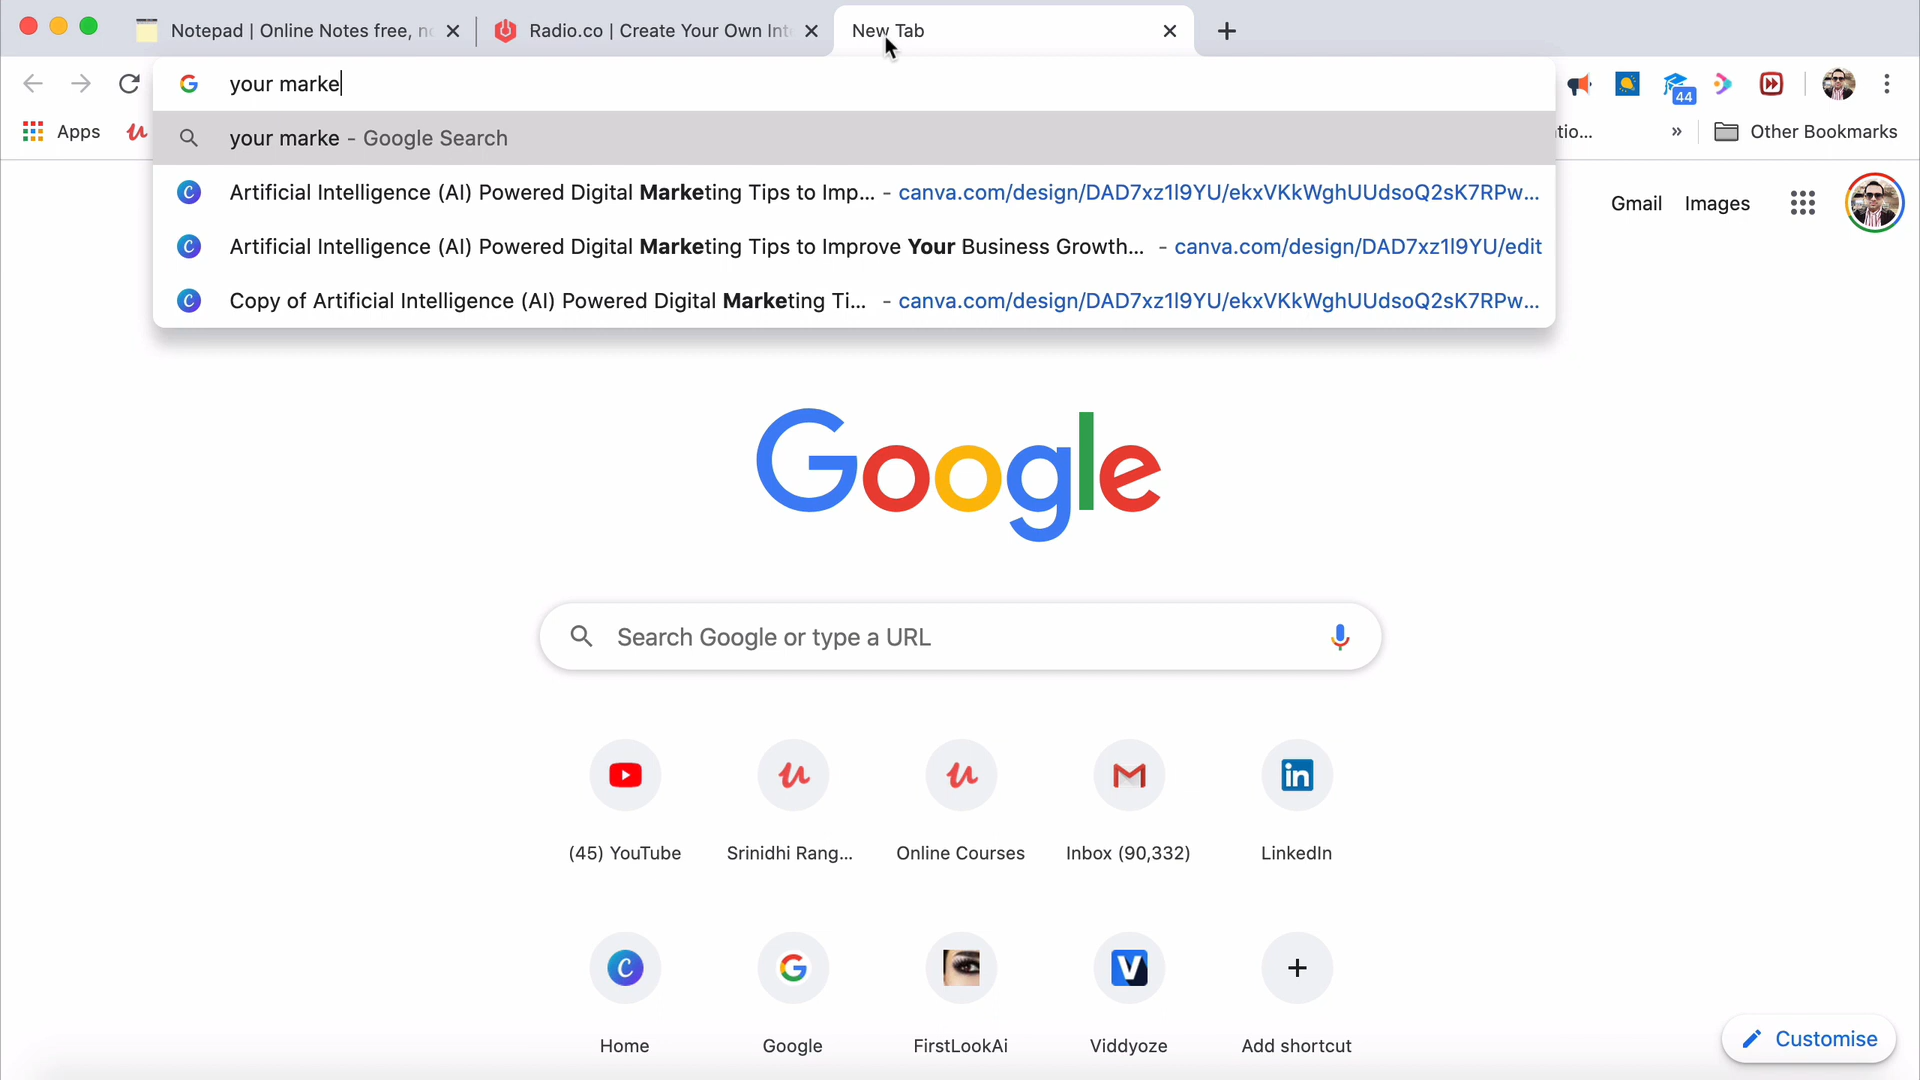 Notepad | Online Notes free, no
Radio.co | Create Your Own Int
New Tab
your marke
44
Apps
tio...
»
Other Bookmarks
your marke - Google Search
Artificial Intelligence (AI) Powered Digital Marketing Tips to Imp... - canva.com/design/DAD7xz1l9YU/ekxVKkWghUUdsoQ2sK7RPw...
Artificial Intelligence (AI) Powered Digital Marketing Tips to Improve Your Business Growth... - canva.com/design/DAD7xz1l9YU/edit
Copy of Artificial Intelligence (AI) Powered Digital Marketing Ti... - canva.com/design/DAD7xz1l9YU/ekxVKkWghUUdsoQ2sK7RPw...
Gmail Images
Google
Search Google or type a URL
(45) YouTube
Srinidhi Rang...
Online Courses
Inbox (90,332)
LinkedIn
Home
Google
FirstLookAi
Viddyoze
Add shortcut
Customise